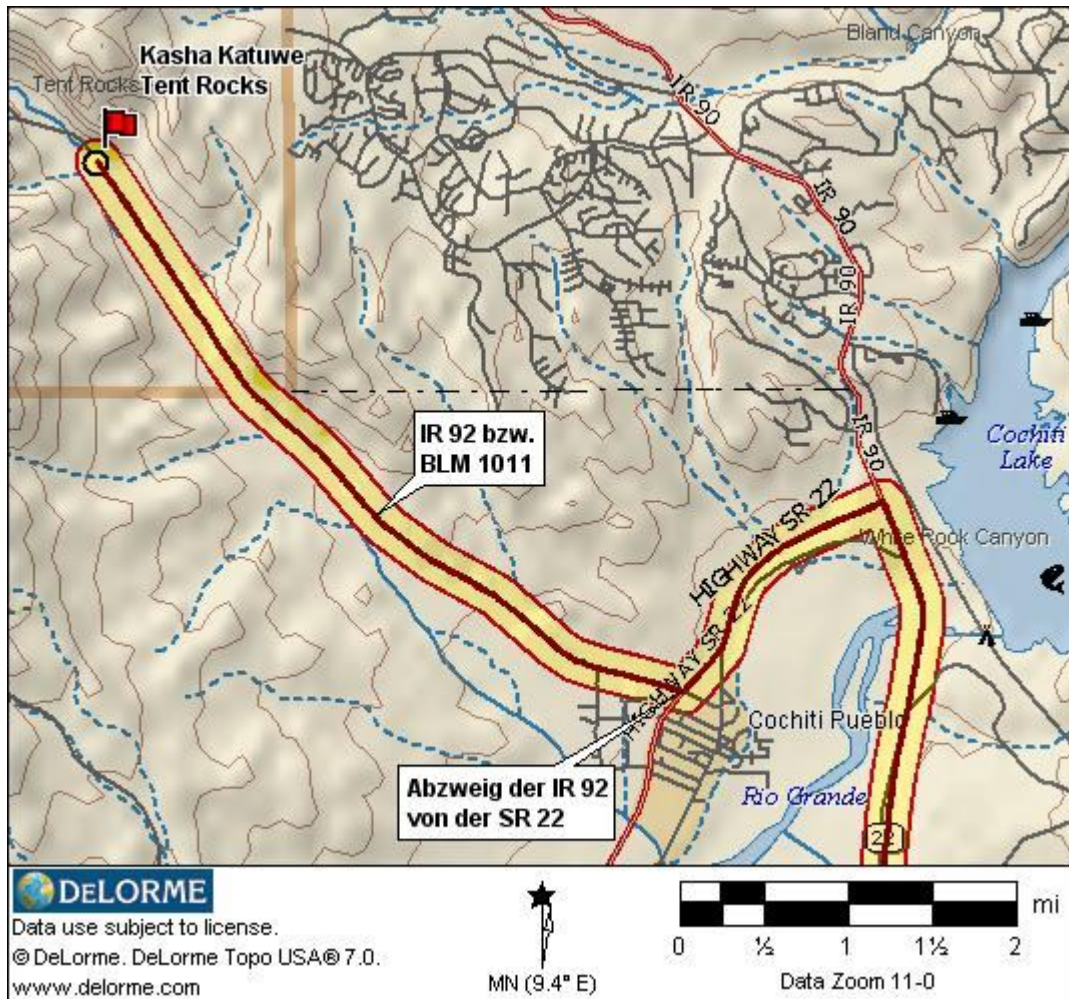 Bland Canyon
Kasha Katuwe
Tent Rocks
Tent Rocks
IR 90
IR 90
IR 90
IR 90
IR 92 bzw.
BLM 1011
Cochiti
Lake
HIGHWAY SR 22
White Rock Canyon
HIGHWAY SR 22
Cochiti Pueblo
Abzweig der IR 92
von der SR 22
Rio Grande
22
DELORME
Data use subject to license.
© DeLorme. DeLorme Topo USA® 7.0.
www.delorme.com
MN (9.4° E)
mi
0 ½ 1 1½ 2
Data Zoom 11-0